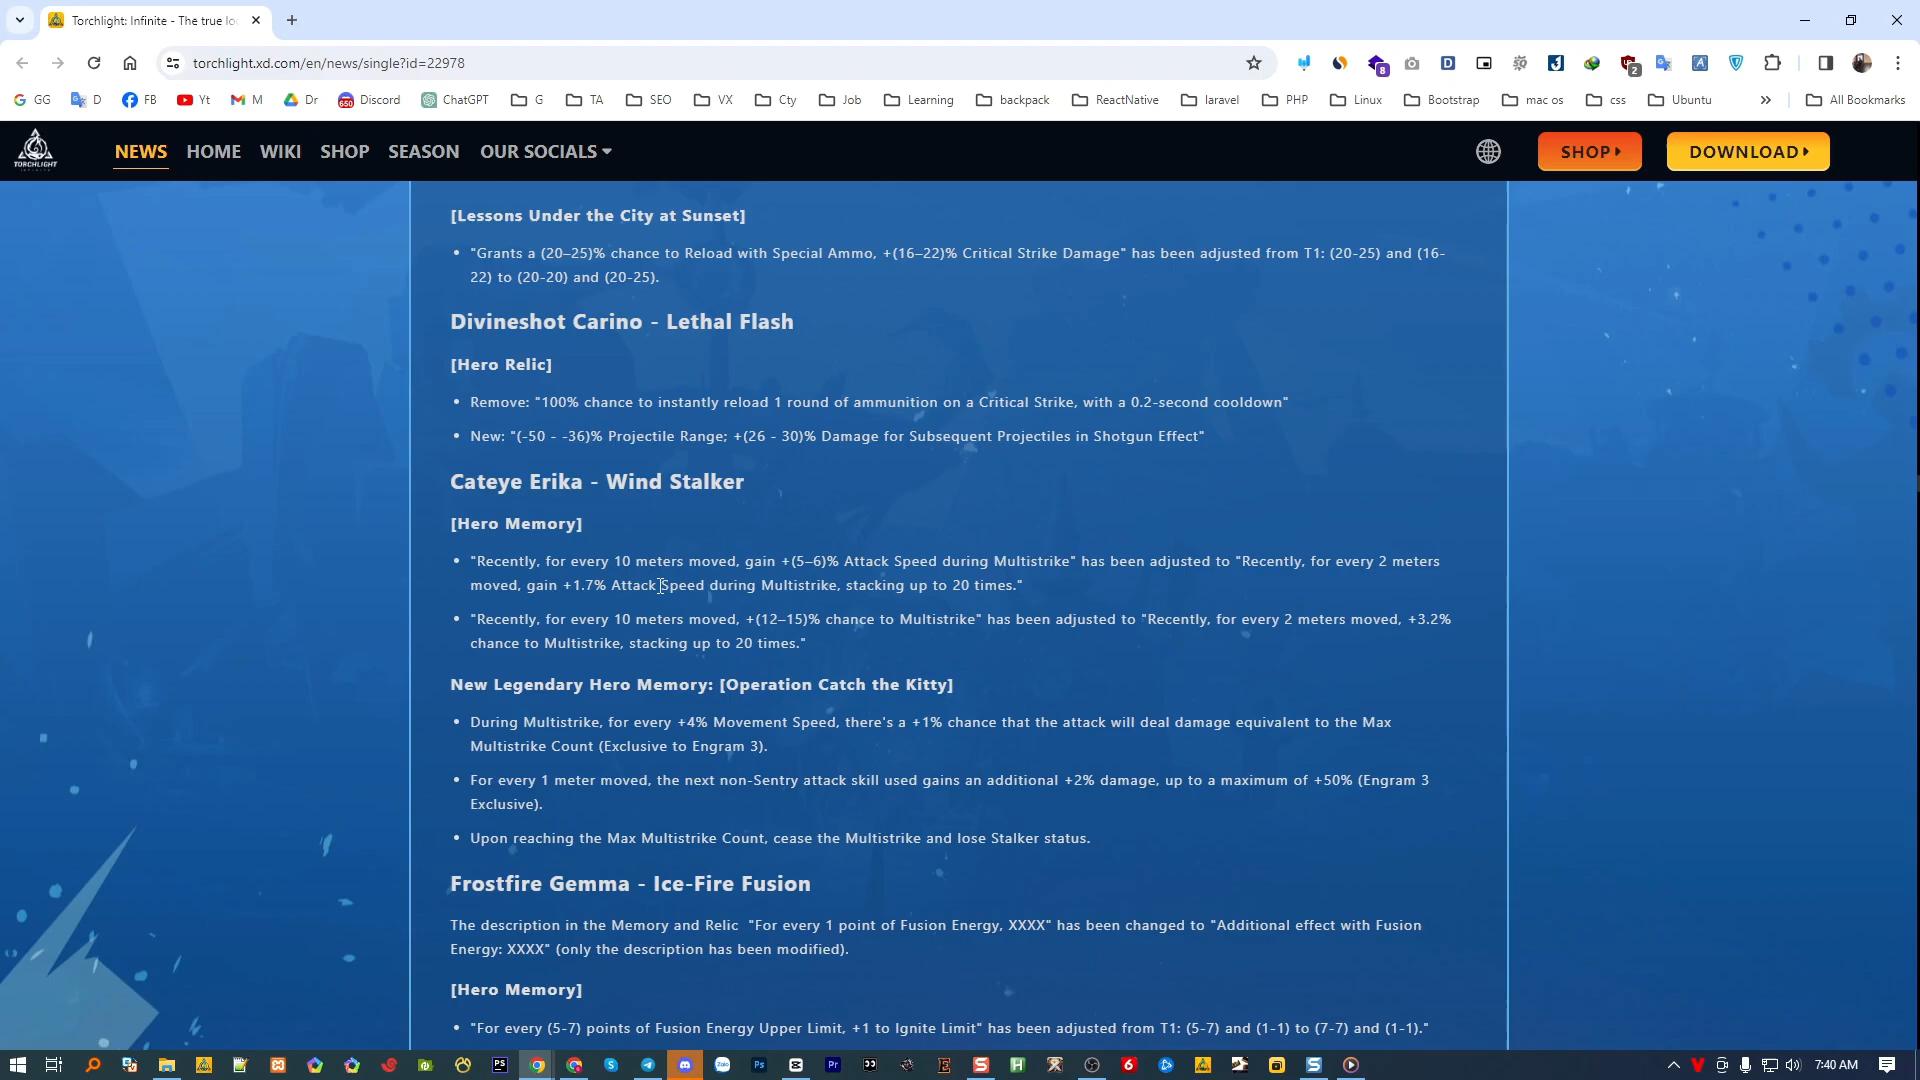 Torchlight: Infinite - The true lo
torchlight.xd.com/en/news/single?id=22978
8
2
GG
D
FB
Yt
M
Dr
Discord
ChatGPT
G
TA
SEO
VX
Cty
Job
Learning
backpack
ReactNative
laravel
PHP
Linux
Bootstrap
mac os
css
Ubuntu
All Bookmarks
TORCHLIGHT
INFINITE
NEWS
HOME
WIKI
SHOP
SEASON
OUR SOCIALS
SHOP
DOWNLOAD
[Lessons Under the City at Sunset]
• "Grants a (20–25)% chance to Reload with Special Ammo, +(16–22)% Critical Strike Damage" has been adjusted from T1: (20-25) and (16-
22) to (20-20) and (20-25).
Divineshot Carino - Lethal Flash
[Hero Relic]
• Remove: "100% chance to instantly reload 1 round of ammunition on a Critical Strike, with a 0.2-second cooldown"
• New: "(-50 - -36)% Projectile Range; +(26 - 30)% Damage for Subsequent Projectiles in Shotgun Effect"
Cateye Erika - Wind Stalker
[Hero Memory]
• "Recently, for every 10 meters moved, gain +(5–6)% Attack Speed during Multistrike" has been adjusted to "Recently, for every 2 meters
moved, gain +1.7% Attack Speed during Multistrike, stacking up to 20 times."
• "Recently, for every 10 meters moved, +(12–15)% chance to Multistrike" has been adjusted to "Recently, for every 2 meters moved, +3.2%
chance to Multistrike, stacking up to 20 times."
New Legendary Hero Memory: [Operation Catch the Kitty]
• During Multistrike, for every +4% Movement Speed, there's a +1% chance that the attack will deal damage equivalent to the Max
Multistrike Count (Exclusive to Engram 3).
• For every 1 meter moved, the next non-Sentry attack skill used gains an additional +2% damage, up to a maximum of +50% (Engram 3
Exclusive).
• Upon reaching the Max Multistrike Count, cease the Multistrike and lose Stalker status.
Frostfire Gemma - Ice-Fire Fusion
The description in the Memory and Relic "For every 1 point of Fusion Energy, XXXX" has been changed to "Additional effect with Fusion
Energy: XXXX" (only the description has been modified).
[Hero Memory]
• "For every (5-7) points of Fusion Energy Upper Limit, +1 to Ignite Limit" has been adjusted from T1: (5-7) and (1-1) to (7-7) and (1-1)."
7:40 AM